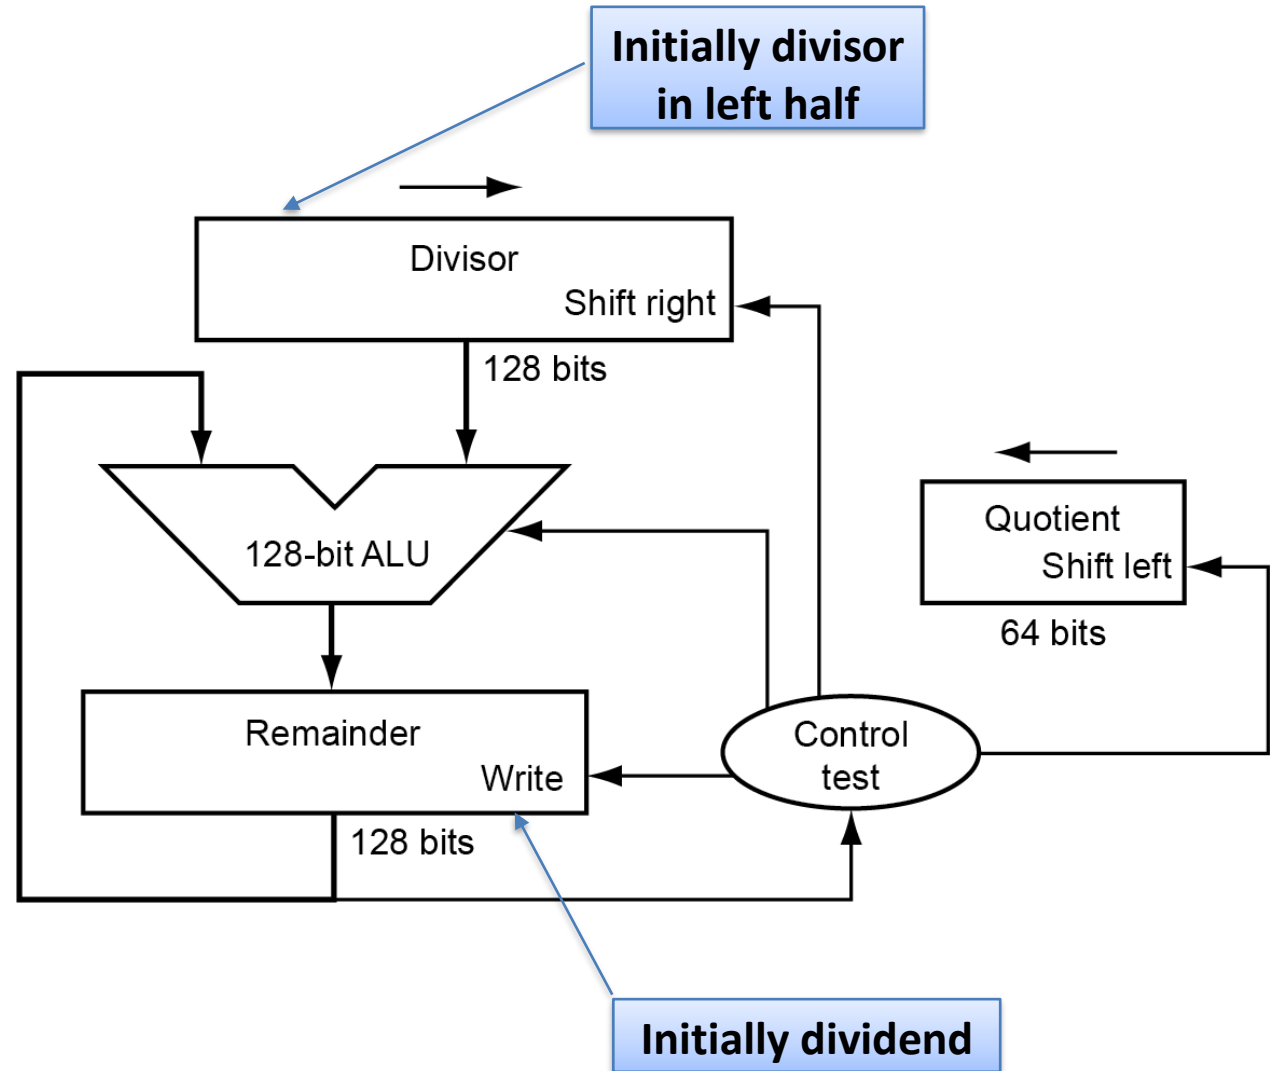 Initially divisor
in left half
Divisor
Shift right
128 bits
128-bit ALU
Quotient
Shift left
64 bits
Remainder
Write
Control
test
128 bits
Initially dividend